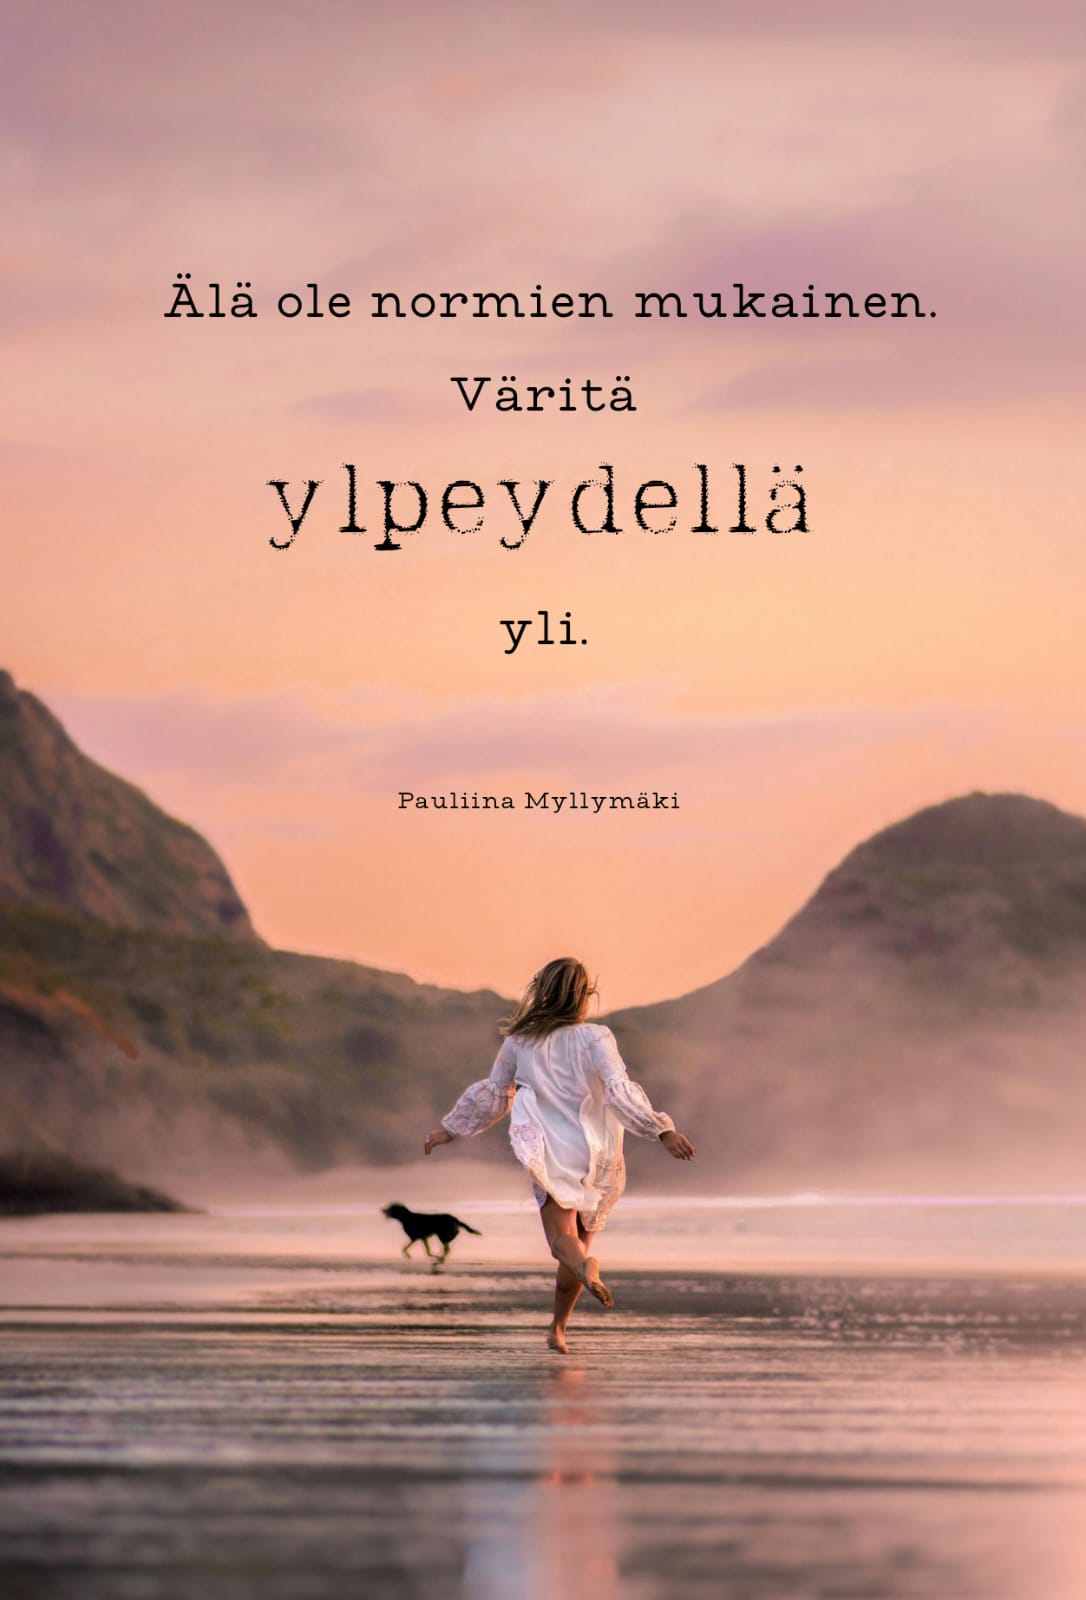 Älä ole normien mukainen.
Väritä
ylpeydellä
yli.
Pauliina Myllymäki